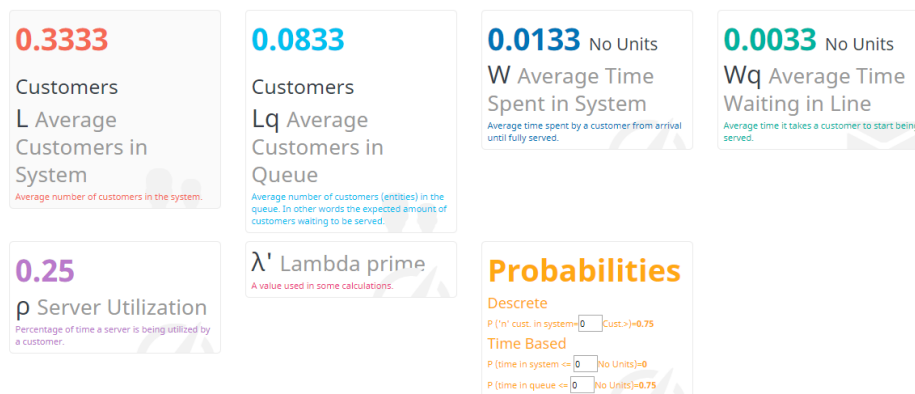 0.3333
Customers
L Average
Customers in
System
Average number of customers in the system.
0.0833
Customers
Lq Average
Customers in
Queue
Average number of customers (entities) in the
queue. In other words the expected amount of
customers waiting to be served.
0.0133 No Units
W Average Time
Spent in System
Average time spent by a customer from arrival
until fully served.
0.0033 No Units
Wq Average Time
Waiting in Line
Average time it takes a customer to start being
served.
0.25
ρ Server Utilization
Percentage of time a server is being utilized by
a customer.
λ' Lambda prime
A value used in some calculations.
Probabilities
Descrete
P ('n' cust. in system=0 Cust.>)=0.75
Time Based
P (time in system <= 0 No Units)=0
P (time in queue <= 0 No Units)=0.75